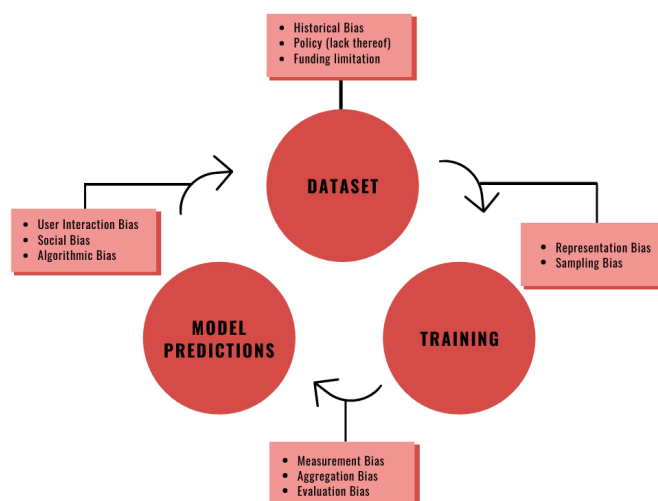 • Historical Bias
• Policy (lack thereof)
• Funding limitation
DATASET
• User Interaction Bias
• Social Bias
• Algorithmic Bias
• Representation Bias
• Sampling Bias
MODEL
PREDICTIONS
TRAINING
• Measurement Bias
• Aggregation Bias
• Evaluation Bias